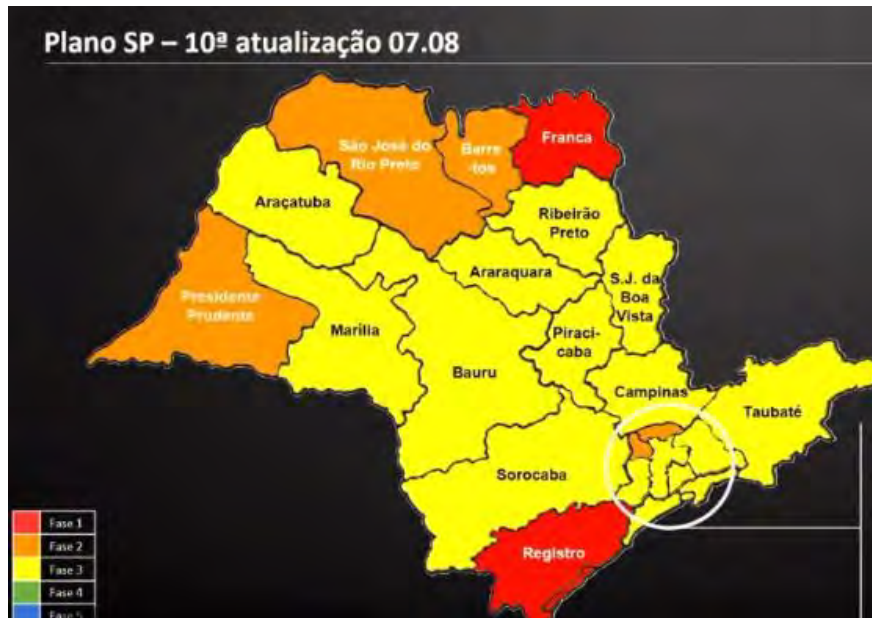 Plano SP – 10ª atualização 07.08
Franca
São José do
Rio Preto
Barre
-tos
Araçatuba
Ribeirão
Preto
Araraquara
S.J. da
Boa
Vista
Presidente
Prudente
Marília
Piraci-
caba
Bauru
Campinas
Taubaté
Sorocaba
Registro
Fase 1
Fase 2
Fase 3
Fase 4
Fase 5